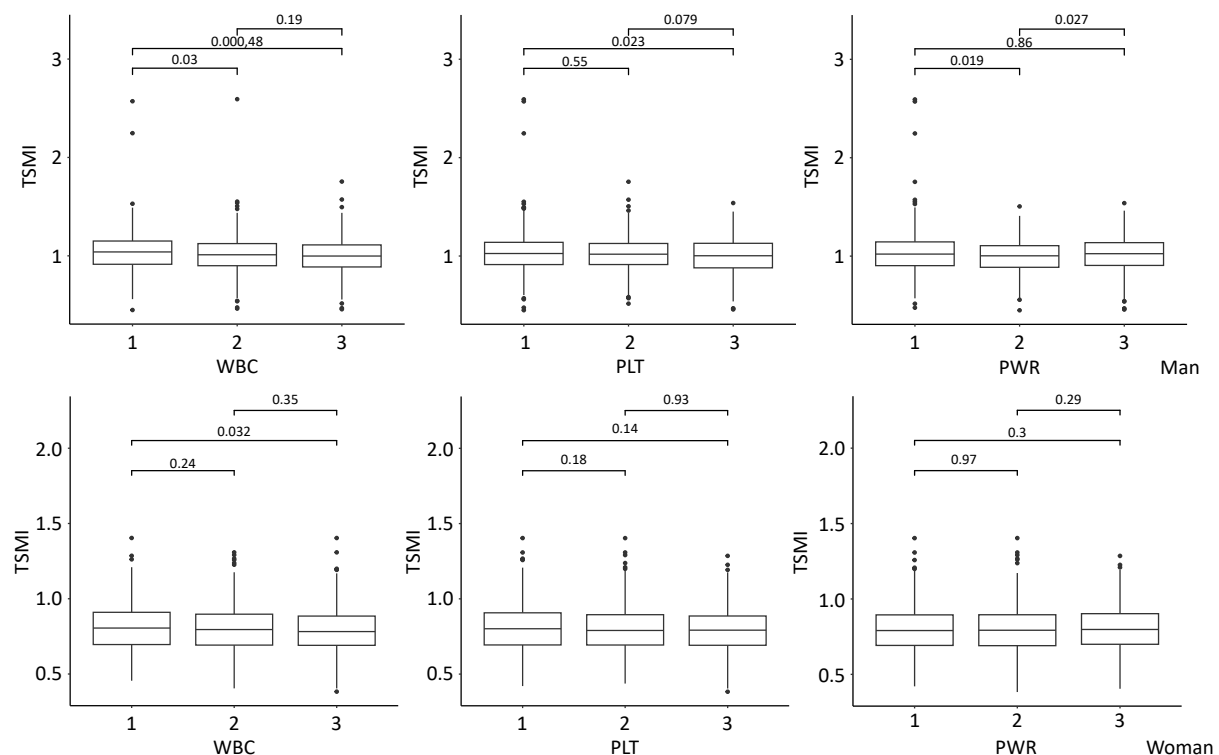 0.19
0.079
0.027
0.000,48
0.023
0.86
3
0.03
3
0.55
3
0.019
TSMI
2
TSMI
2
TSMI
2
1
1
1
1 2 3
1 2 3
1 2 3
WBC
PLT
PWR
Man
0.35
0.93
0.29
2.0
0.032
2.0
0.14
2.0
0.3
0.24
0.18
0.97
TSMI
1.5
TSMI
1.5
TSMI
1.5
1.0
1.0
1.0
0.5
0.5
0.5
1 2 3
1 2 3
1 2 3
WBC
PLT
PWR
Woman